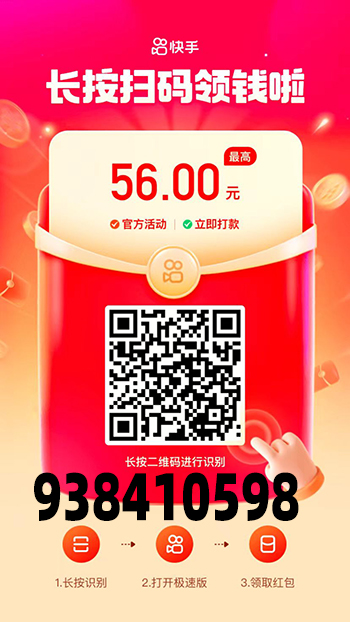 快手
长按扫码领钱啦
最高
56.00元
官方活动 立即打款
长按二维码进行识别
938410598
1.长按识别 2.打开极速版 3.领取红包